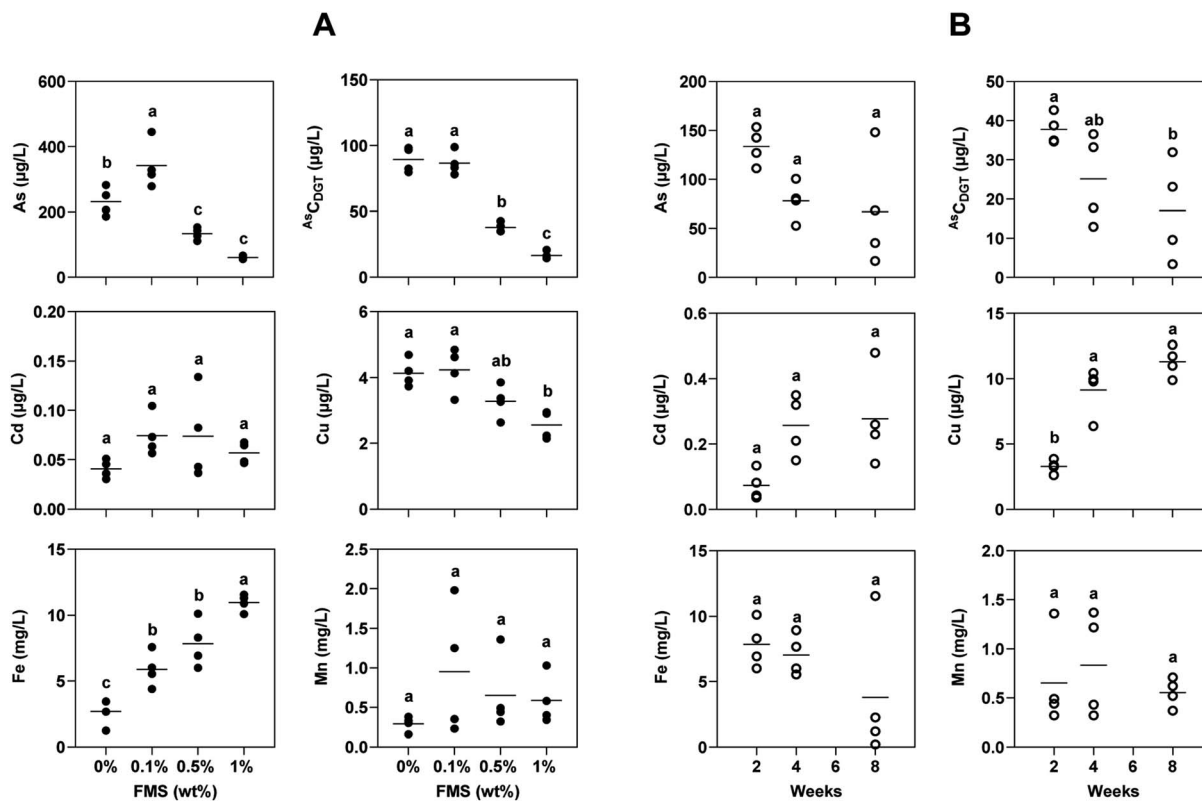 A
B
600
400
200
0
As (µg/L)
b
a
c
c
150
100
50
0
AsCDGT (µg/L)
a
a
b
c
200
150
100
50
0
As (µg/L)
a
a
a
50
40
30
20
10
0
AsCDGT (µg/L)
a
ab
b
0.20
0.15
0.10
0.05
0.00
Cd (µg/L)
a
a
a
a
6
4
2
0
Cu (µg/L)
a
a
ab
b
0.6
0.4
0.2
0.0
Cd (µg/L)
a
a
a
15
10
5
0
Cu (µg/L)
b
a
a
15
10
5
0
Fe (mg/L)
c
b
b
a
0% 0.1% 0.5% 1%
FMS (wt%)
2.5
2.0
1.5
1.0
0.5
0.0
Mn (mg/L)
a
a
a
a
0% 0.1% 0.5% 1%
FMS (wt%)
15
10
5
0
Fe (mg/L)
a
a
a
2 4 6 8
Weeks
2.0
1.5
1.0
0.5
0.0
Mn (mg/L)
a
a
a
2 4 6 8
Weeks